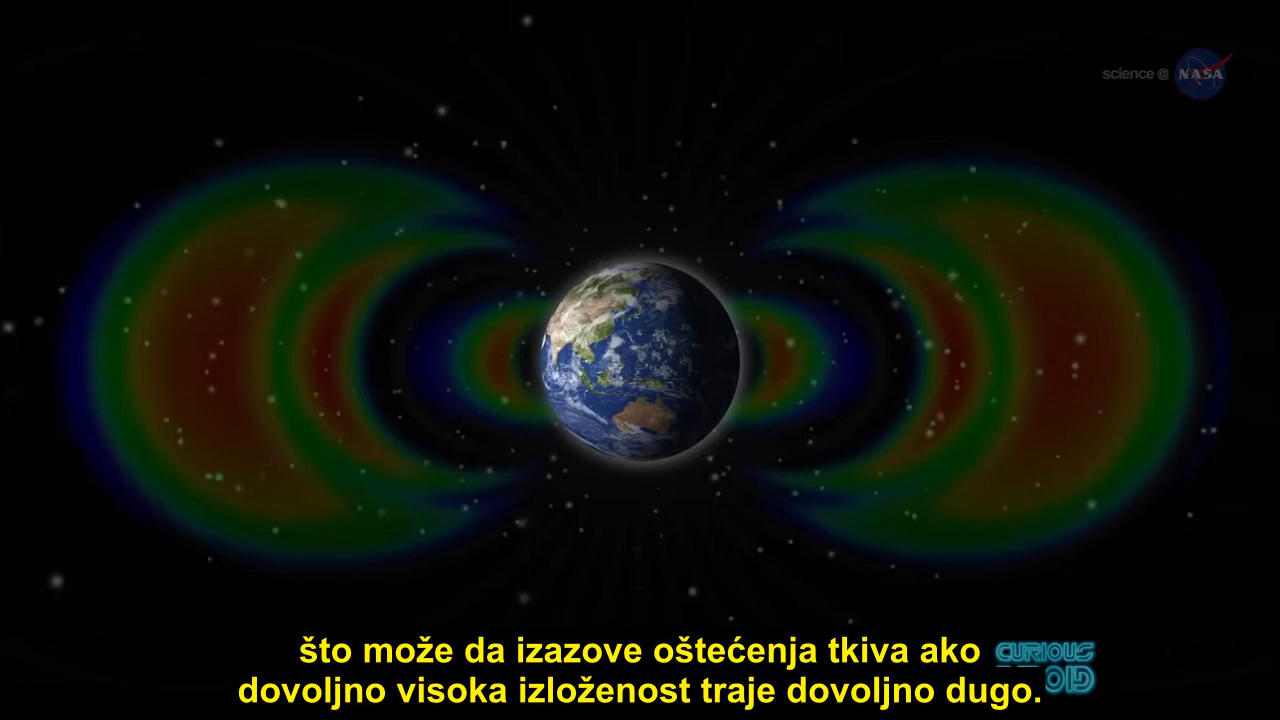 science @ NASA
što može da izazove oštećenja tkiva ako
dovoljno visoka izloženost traje dovoljno dugo.
CURIOUS